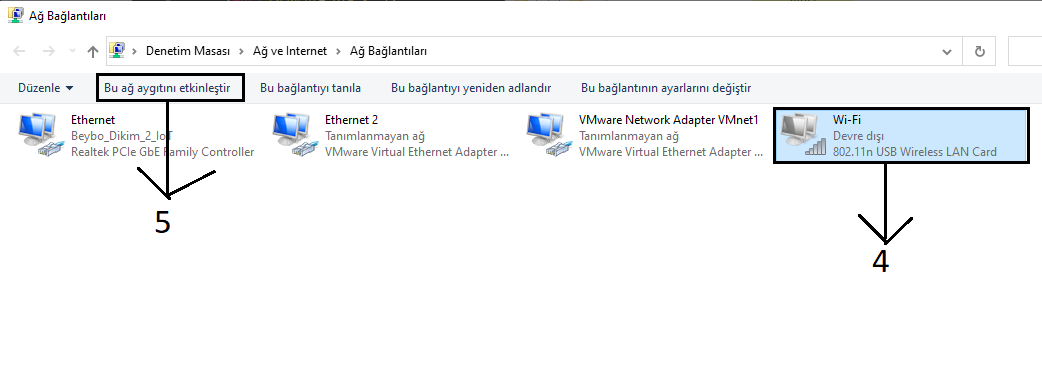 Ağ Bağlantıları
Denetim Masası > Ağ ve Internet > Ağ Bağlantıları
Düzenle Bu ağ aygıtını etkinleştir Bu bağlantıyı tanıla Bu bağlantıyı yeniden adlandır Bu bağlantının ayarlarını değiştir
Ethernet
Beybo_Dikim_2_IoT
Realtek PCIe GbE Family Controller
Ethernet 2
Tanımlanmayan ağ
VMware Virtual Ethernet Adapter ...
VMware Network Adapter VMnet1
Tanımlanmayan ağ
VMware Virtual Ethernet Adapter ...
Wi-Fi
Devre dışı
802.11n USB Wireless LAN Card
5
4